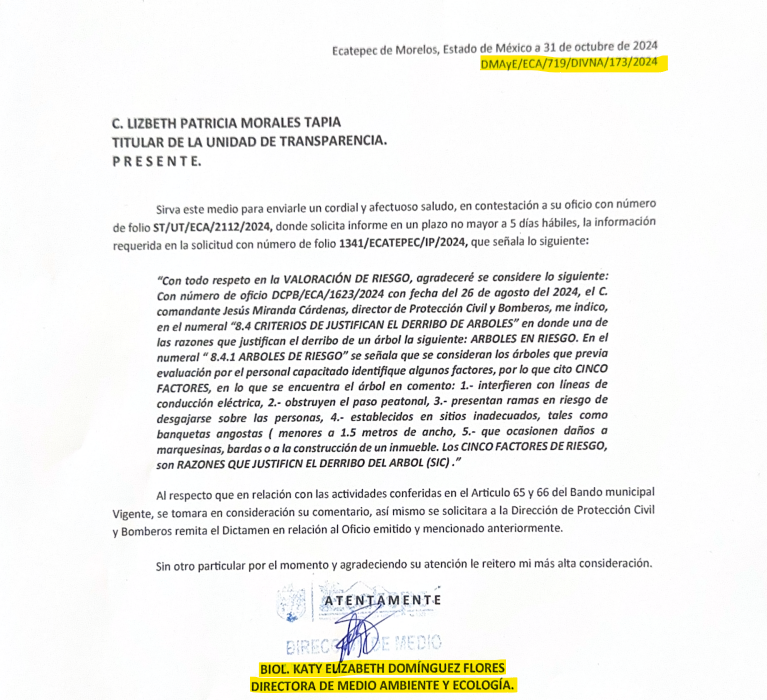 Ecatepec de Morelos, Estado de México a 31 de octubre de 2024
DMAyE/ECA/719/DIVNA/173/2024
C. LIZBETH PATRICIA MORALES TAPIA
TITULAR DE LA UNIDAD DE TRANSPARENCIA.
P R E S E N T E.
Sirva este medio para enviarle un cordial y afectuoso saludo, en contestación a su oficio con número
de folio ST/UT/ECA/2112/2024, donde solicita informe en un plazo no mayor a 5 días hábiles, la información
requerida en la solicitud con número de folio 1341/ECATEPEC/IP/2024, que señala lo siguiente:
"Con todo respeto en la VALORACIÓN DE RIESGO, agradeceré se considere lo siguiente:
Con número de oficio DCPB/ECA/1623/2024 con fecha del 26 de agosto del 2024, el C.
comandante Jesús Miranda Cárdenas, director de Protección Civil y Bomberos, me indico,
en el numeral "8.4 CRITERIOS DE JUSTIFICAN EL DERRIBO DE ARBOLES" en donde una de
las razones que justifican el derribo de un árbol la siguiente: ARBOLES EN RIESGO. En el
numeral " 8.4.1 ARBOLES DE RIESGO" se señala que se consideran los árboles que previa
evaluación por el personal capacitado identifique algunos factores, por lo que cito CINCO
FACTORES, en lo que se encuentra el árbol en comento: 1.- interfieren con líneas de
conducción eléctrica, 2.- obstruyen el paso peatonal, 3.- presentan ramas en riesgo de
desgajarse sobre las personas, 4.- establecidos en sitios inadecuados, tales como
banquetas angostas ( menores a 1.5 metros de ancho, 5.- que ocasionen daños a
marquesinas, bardas o a la construcción de un inmueble. Los CINCO FACTORES DE RIESGO,
son RAZONES QUE JUSTIFICN EL DERRIBO DEL ARBOL (SIC) ."
Al respecto que en relación con las actividades conferidas en el Articulo 65 y 66 del Bando municipal
Vigente, se tomara en consideración su comentario, así mismo se solicitara a la Dirección de Protección Civil
y Bomberos remita el Dictamen en relación al Oficio emitido y mencionado anteriormente.
Sin otro particular por el momento y agradeciendo su atención le reitero mi más alta consideración.
A T E N T A M E N T E
DE MEDIO
BIOL. KATY ELIZABETH DOMÍNGUEZ FLORES
DIRECTORA DE MEDIO AMBIENTE Y ECOLOGÍA.